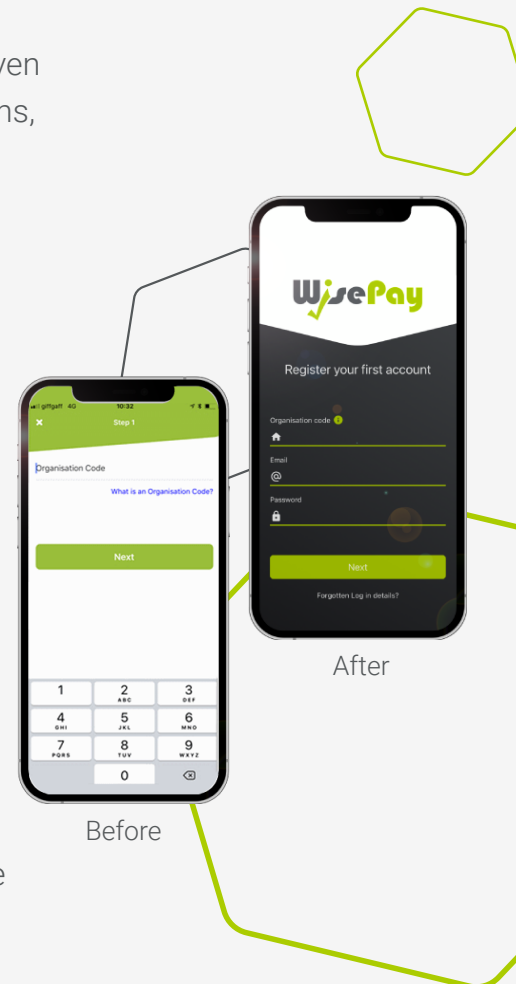 ven
ns,
WisePay
Register your first account
Organisation code i
Email
@
Password
Next
Forgotten Log in details?
After
giffgaff 4G 10:32
× Step 1
Organisation Code
What is an Organisation Code?
Next
1 2 3
ABC DEF
4 5 6
GHI JKL MNO
7 8 9
PQRS TUV WXYZ
0
Before
e